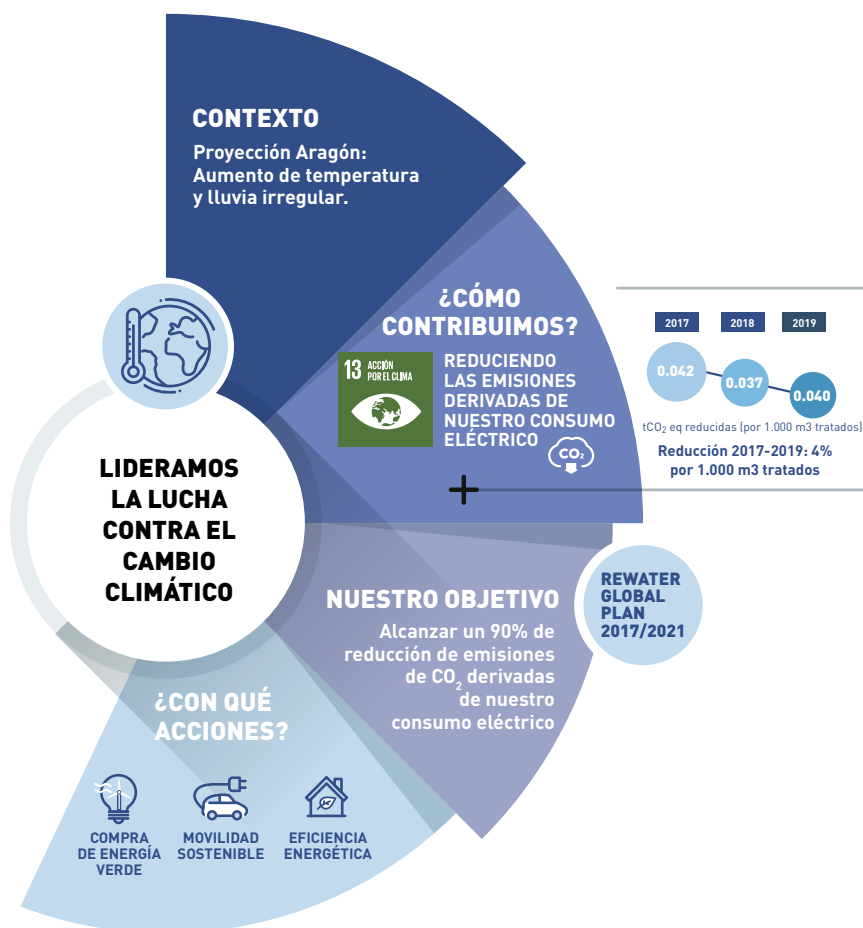 CONTEXTO
Proyección Aragón:
Aumento de temperatura
y lluvia irregular.
¿CÓMO
CONTRIBUIMOS?
13 ACCIÓN
POR EL CLIMA
REDUCIENDO
LAS EMISIONES
DERIVADAS DE
NUESTRO CONSUMO
ELÉCTRICO
CO₂
2017 2018 2019
0.042 0.037 0.040
tCO₂ eq reducidas (por 1.000 m3 tratados)
Reducción 2017-2019: 4%
por 1.000 m3 tratados
LIDERAMOS
LA LUCHA
CONTRA EL
CAMBIO
CLIMÁTICO
NUESTRO OBJETIVO
Alcanzar un 90% de
reducción de emisiones
de CO₂ derivadas
de nuestro
consumo eléctrico
REWATER
GLOBAL
PLAN
2017/2021
¿CON QUÉ
ACCIONES?
COMPRA
DE ENERGÍA
VERDE
MOVILIDAD
SOSTENIBLE
EFICIENCIA
ENERGÉTICA